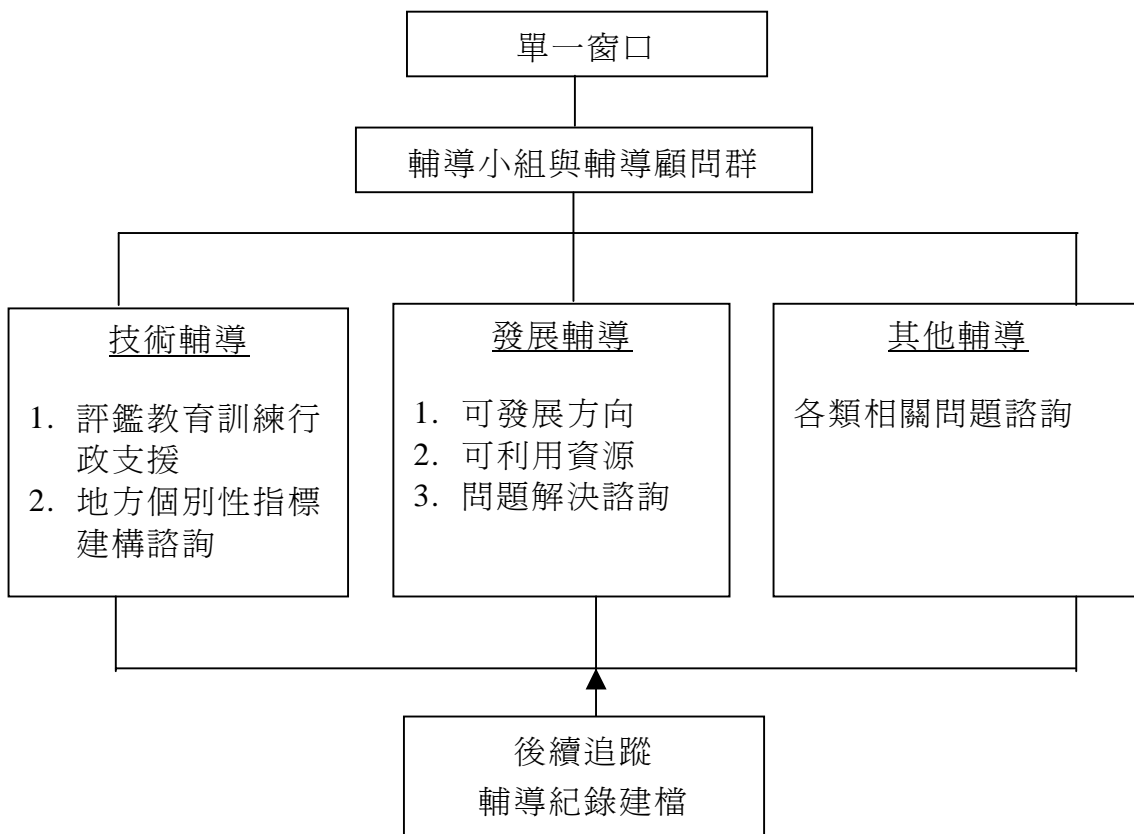 單一窗口
輔導小組與輔導顧問群
技術輔導
1. 評鑑教育訓練行
政支援
2. 地方個別性指標
建構諮詢
發展輔導
1. 可發展方向
2. 可利用資源
3. 問題解決諮詢
其他輔導
各類相關問題諮詢
後續追蹤
輔導紀錄建檔